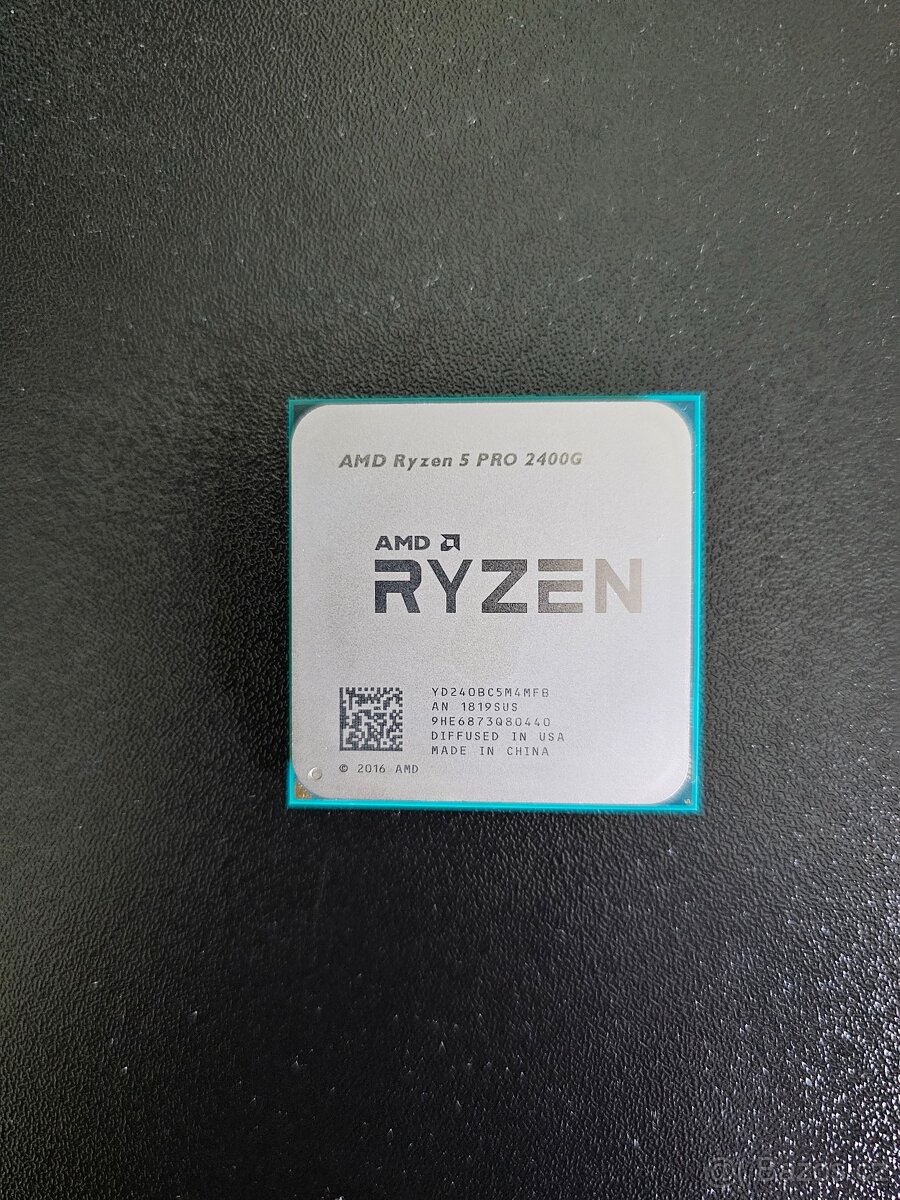 AMD Ryzen 5 PRO 2400G
AMD
RYZEN
YD240BC5M4MFB
AN 1819SUS
9HE6873Q80440
DIFFUSED IN USA
MADE IN CHINA
© 2016 AMD